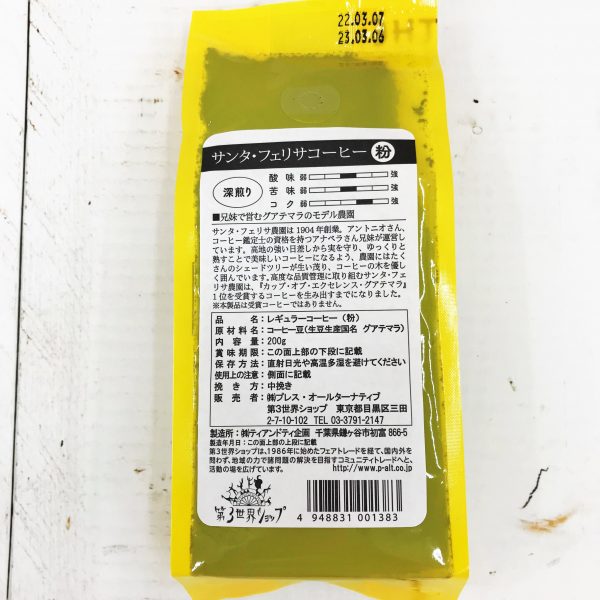 22.03.07
23.03.06
サンタ・フェリサコーヒー 粉
深煎り
酸味 弱 強
苦味 弱 強
コク 弱 強
■兄妹で営むグアテマラのモデル農園
サンタ・フェリサ農園は1904年創業。アントニオさん、
コーヒー鑑定士の資格を持つアナベラさん兄妹が運営し
ています。高地の強い日差しから実を守り、ゆっくりと
熟すことで美味しいコーヒーになるよう、農園にはたく
さんのシェードツリーが生い茂り、コーヒーの木を優し
く囲んでいます。高度な品質管理に取り組むサンタ・フェ
リサ農園は、『カップ・オブ・エクセレンス・グアテマラ』
1位を受賞するコーヒーを生み出すまでになりました。
※本製品は受賞コーヒーではありません。
品名:レギュラーコーヒー(粉)
原材料名:コーヒー豆(生豆生産国名 グアテマラ)
内容量:200g
賞味期限:この面上部の下段に記載
保存方法:直射日光や高温多湿を避けてください
使用上の注意:側面に記載
挽き方:中挽き
販売者:㈱プレス・オールターナティブ
第3世界ショップ 東京都目黒区三田
2-7-10-102 TEL 03-3791-2147
製造所:㈱ティアンドティ企画 千葉県鎌ヶ谷市初富866-5
製造年月日:この面上部の上段に記載
第3世界ショップは、1986年に始めたフェアトレードを経て、国内外を
問わず、地域の力で諸問題の解決を目指すコミュニティトレードへと、
活動の場を広げています。 http://www.p-alt.co.jp
第3世界ショップ
4 948831 001383